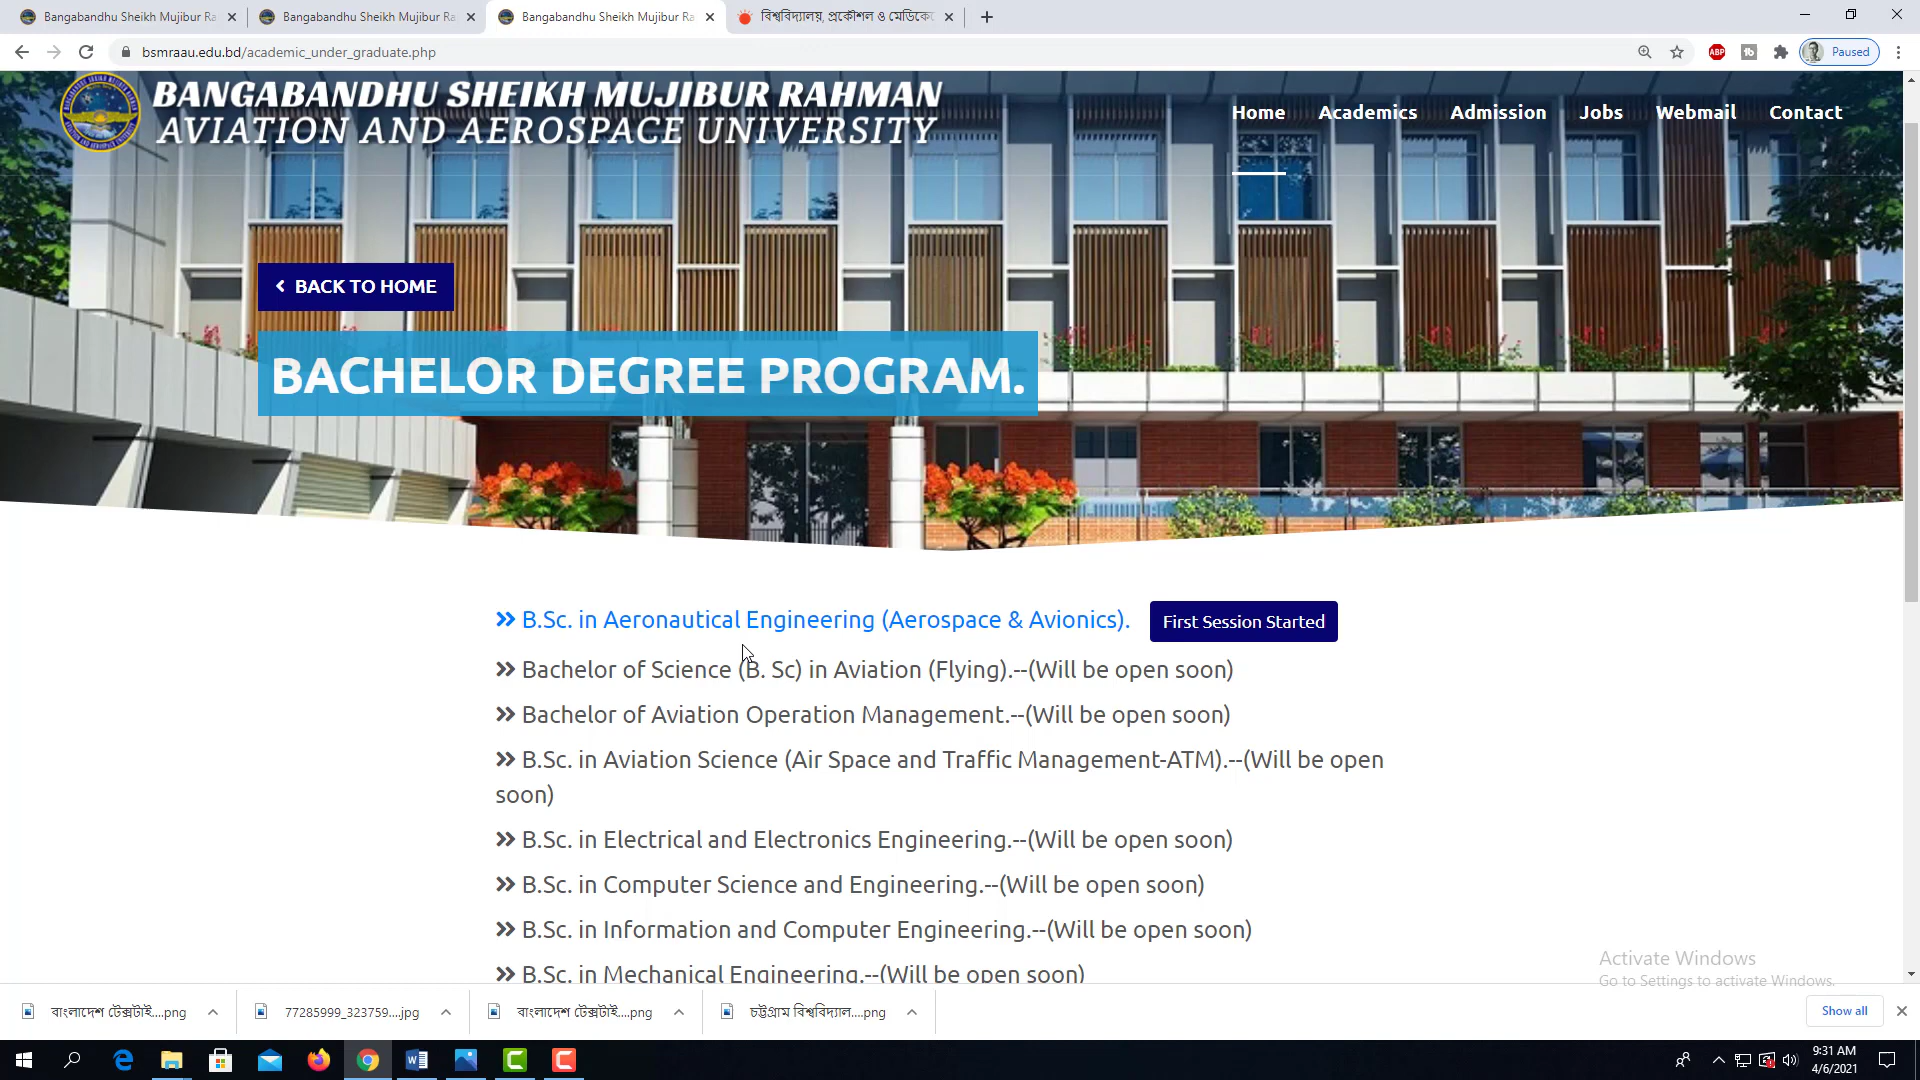 Bangabandhu Sheikh Mujibur Ra
Bangabandhu Sheikh Mujibur Ra
Bangabandhu Sheikh Mujibur Ra
বিশ্ববিদ্যালয়, প্রকৌশল ও মেডিকে
bsmraau.edu.bd/academic_under_graduate.php
ABP
Paused
BANGABANDHU SHEIKH MUJIBUR RAHMAN
AVIATION AND AEROSPACE UNIVERSITY
Home Academics Admission Jobs Webmail Contact
BACK TO HOME
BACHELOR DEGREE PROGRAM.
B.Sc. in Aeronautical Engineering (Aerospace & Avionics). First Session Started
Bachelor of Science (B. Sc) in Aviation (Flying).--(Will be open soon)
Bachelor of Aviation Operation Management.--(Will be open soon)
B.Sc. in Aviation Science (Air Space and Traffic Management-ATM).--(Will be open
soon)
B.Sc. in Electrical and Electronics Engineering.--(Will be open soon)
B.Sc. in Computer Science and Engineering.--(Will be open soon)
B.Sc. in Information and Computer Engineering.--(Will be open soon)
B.Sc. in Mechanical Engineering.--(Will be open soon)
Activate Windows
Go to Settings to activate Windows.
বাংলাদেশ টেক্সটাই....png
77285999_323759....jpg
বাংলাদেশ টেক্সটাই....png
চট্টগ্রাম বিশ্ববিদ্যাল....png
Show all
9:31 AM
4/6/2021